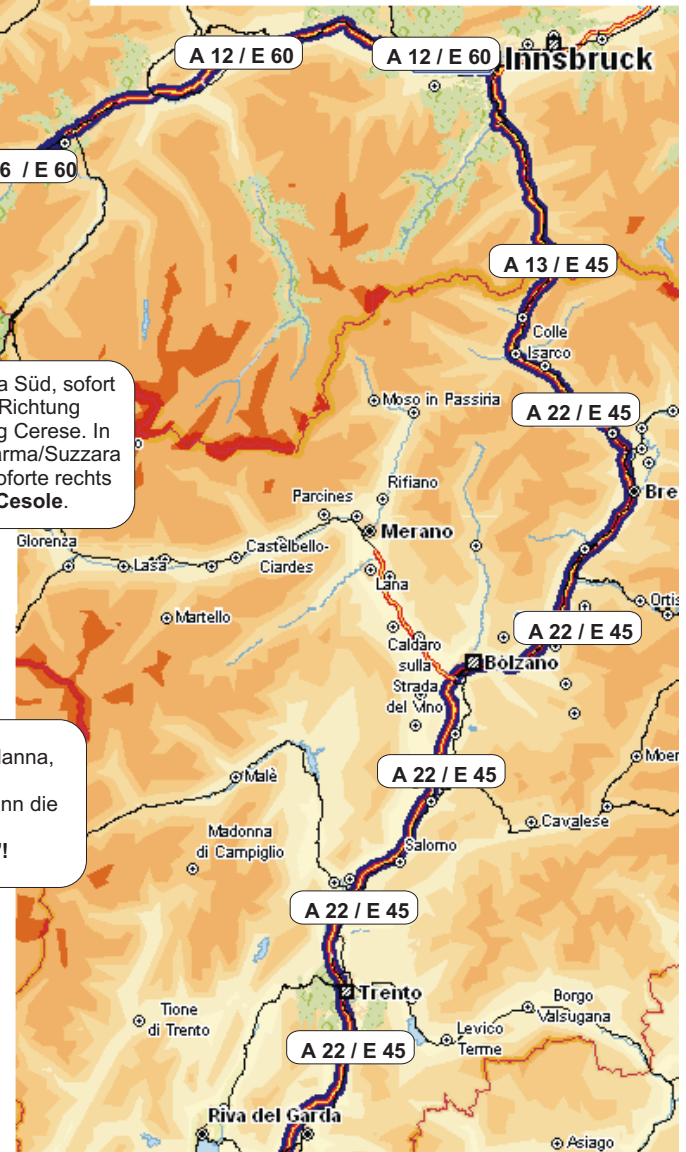 A 12 / E 60
A 12 / E 60
Innsbruck
6 / E 60
A 13 / E 45
Colle
Isarco
a Süd, sofort
Richtung
g Cerese. In
arma/Suzzara
oforte rechts
Cesole.
Moso in Passiria
A 22 / E 45
Rifiano
Parcines
Bre
Merano
Glorenza
Lasa
Castelbello-
Ciardes
Lana
Ortis
Martello
A 22 / E 45
Caldaro
sulla
Strada
del Vino
Bolzano
Moer
lanna,
nn die
!
Malè
A 22 / E 45
Cavalese
Madonna
di Campiglio
Salorno
A 22 / E 45
Trento
Tione
di Trento
Borgo
Valsugana
Levico
Terme
A 22 / E 45
Riva del Garda
Asiago